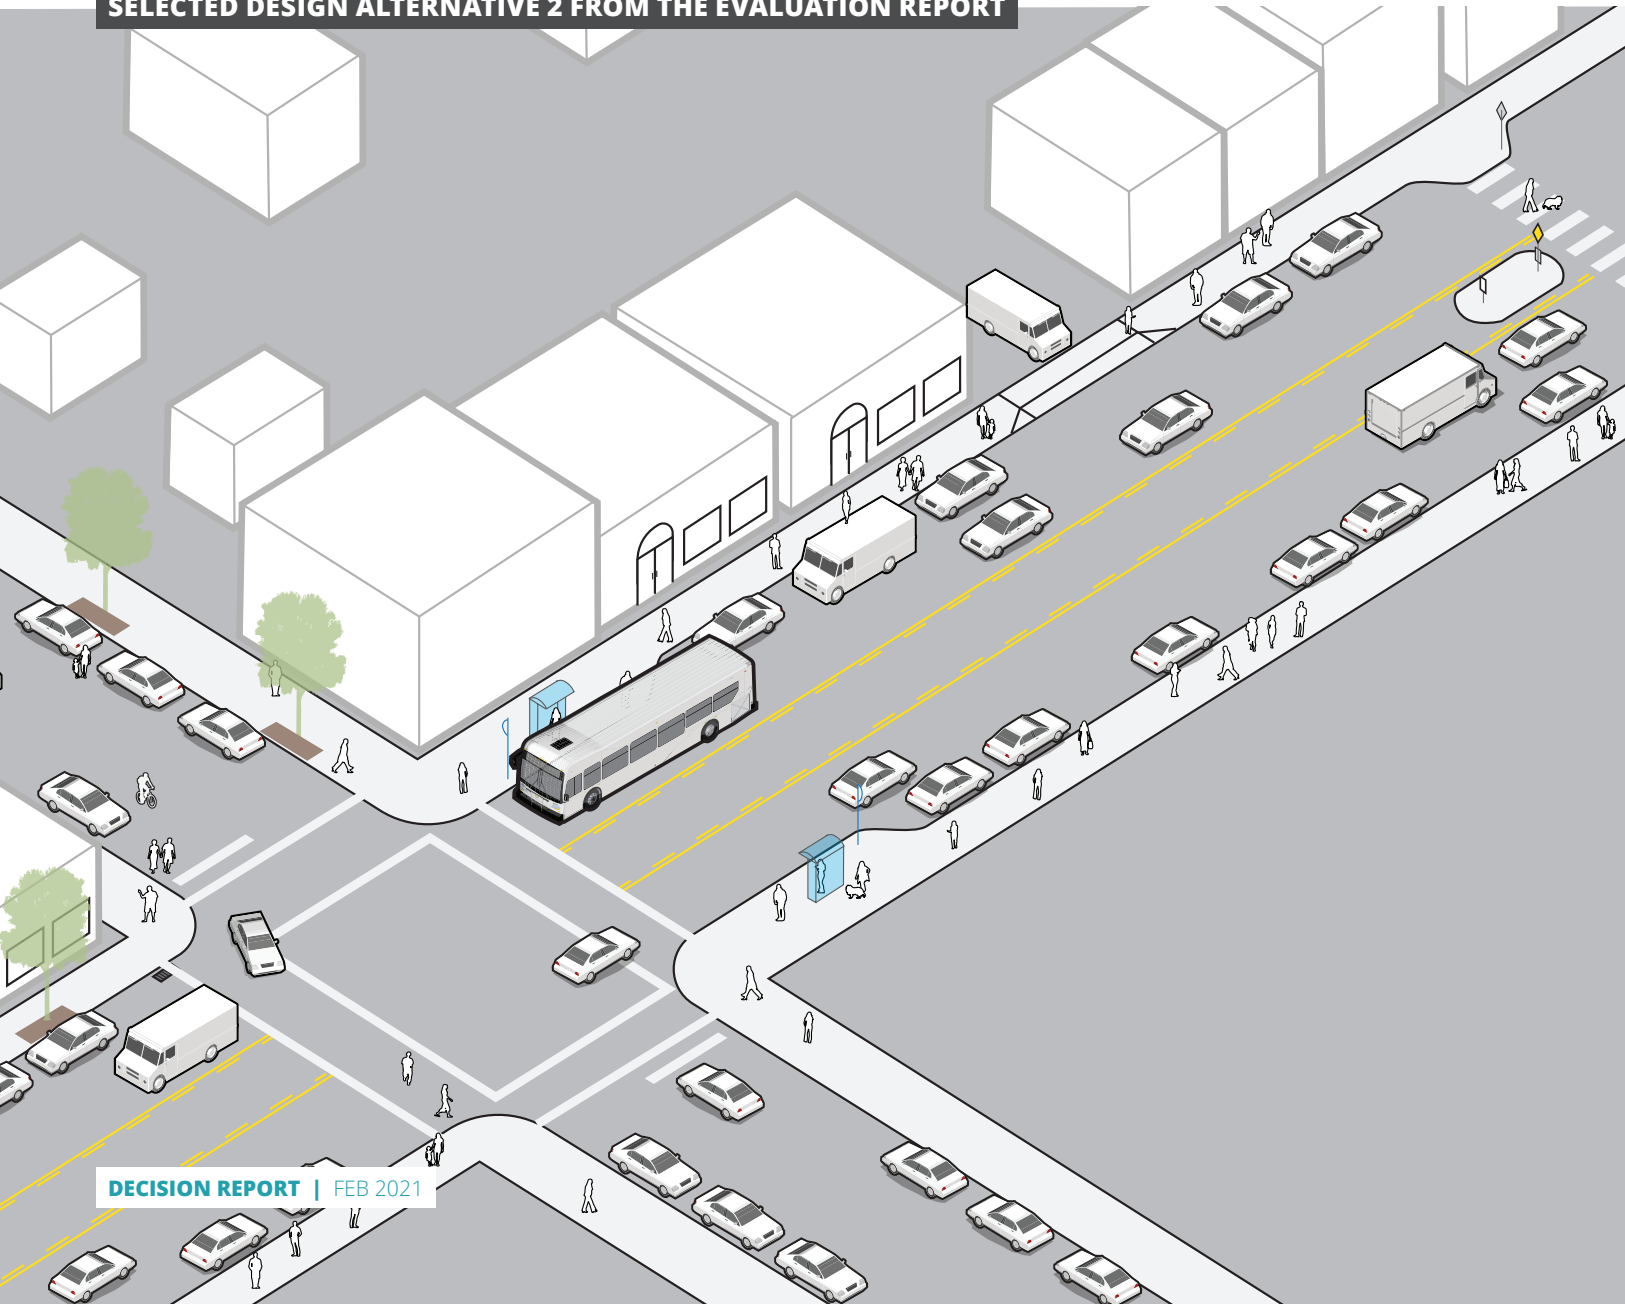 SELECTED DESIGN ALTERNATIVE 2 FROM THE EVALUATION REPORT
DECISION REPORT | FEB 2021